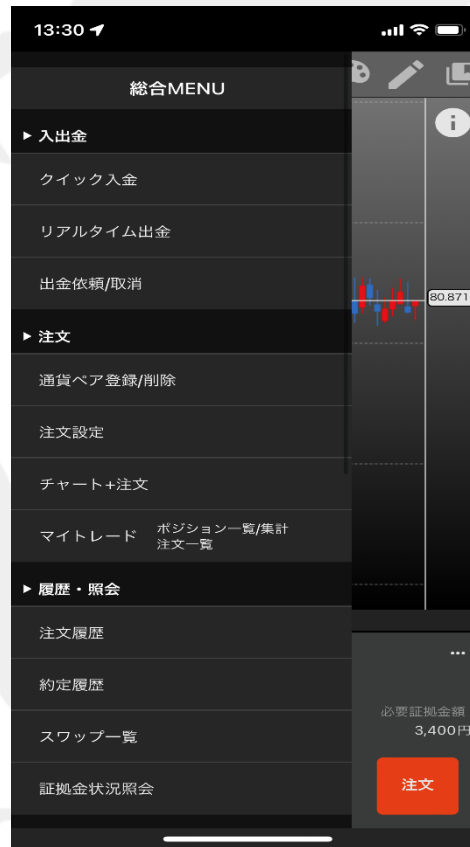 13:30
総合MENU
▶ 入出金
クイック入金
リアルタイム出金
出金依頼/取消
▶ 注文
通貨ペア登録/削除
注文設定
チャート+注文
マイトレード ポジション一覧/集計
注文一覧
▶ 履歴・照会
注文履歴
約定履歴
スワップ一覧
証拠金状況照会
i
80.871
...
必要証拠金額
3,400円
注文